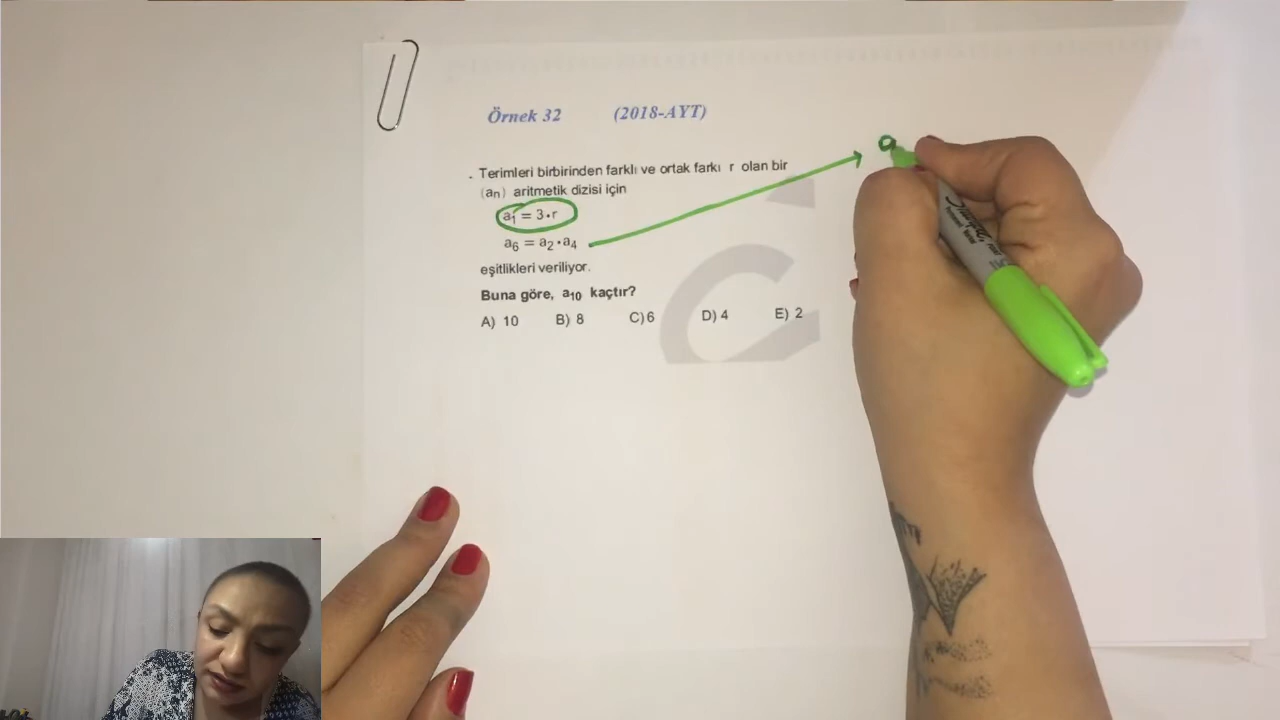 Örnek 32 (2018-AYT)
. Terimleri birbirinden farklı ve ortak farkı r olan bir
(an) aritmetik dizisi için
a1 = 3.r
a6 = a2.a4
eşitlikleri veriliyor.
Buna göre, a10 kaçtır?
A) 10 B) 8 C)6 D) 4 E) 2
a
Sharpie